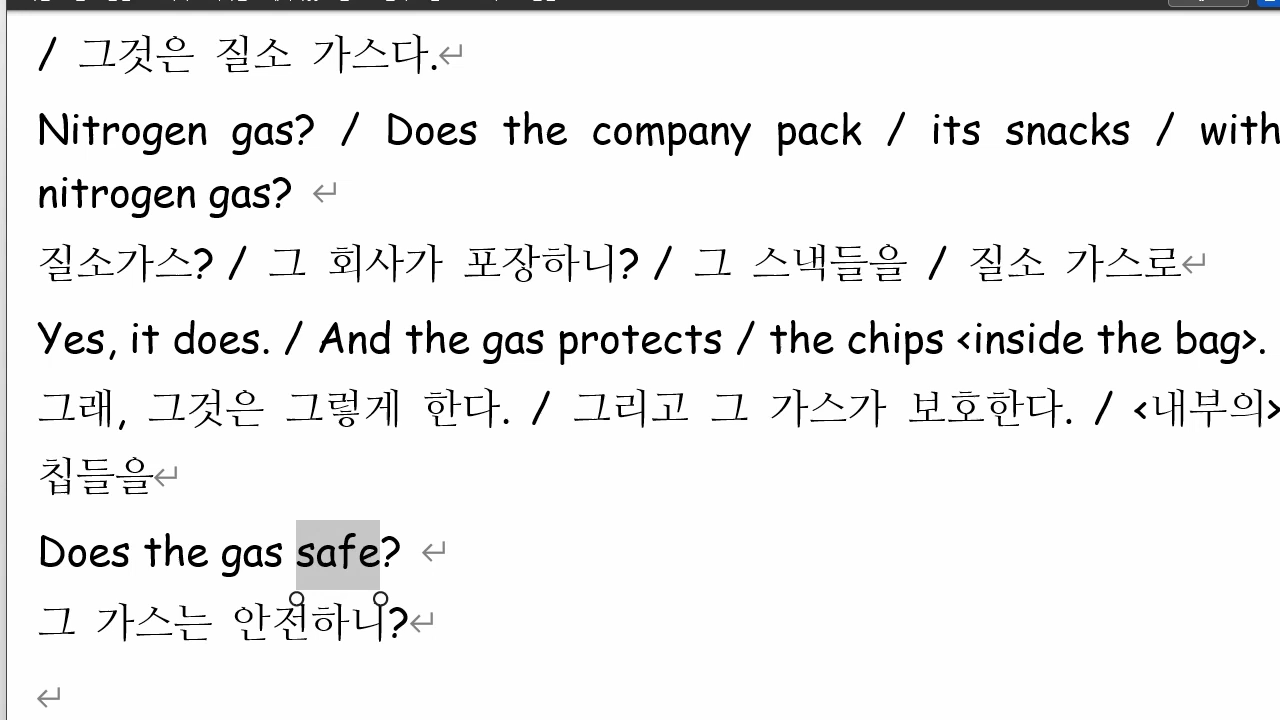 / 그것은 질소 가스다.
Nitrogen gas? / Does the company pack / its snacks / with
nitrogen gas?
질소가스? / 그 회사가 포장하니? / 그 스낵들을 / 질소 가스로
Yes, it does. / And the gas protects / the chips <inside the bag>.
그래, 그것은 그렇게 한다. / 그리고 그 가스가 보호한다. / <내부의>
칩들을
Does the gas safe?
그 가스는 안전하니?